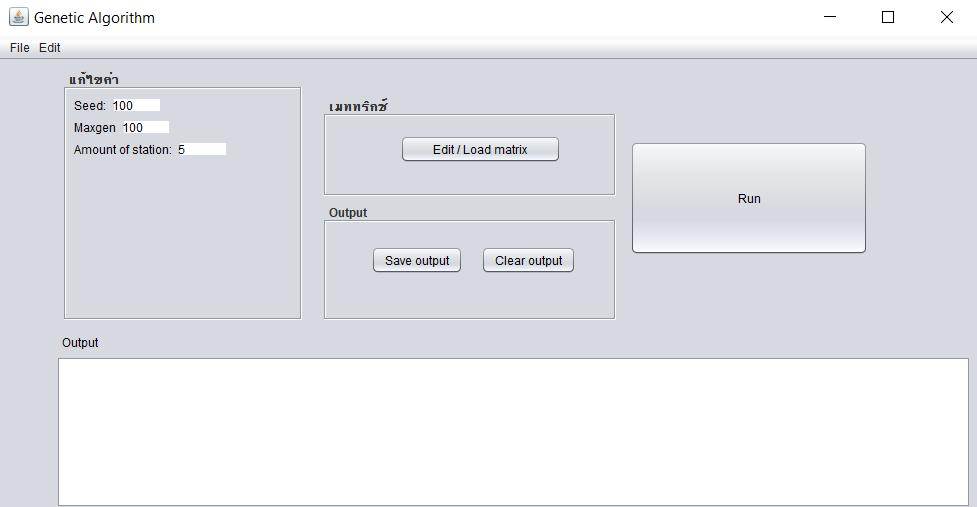 Genetic Algorithm
File Edit
แก้ไขค่า
Seed: 100
Maxgen 100
Amount of station: 5
เมททริกซ์
Edit / Load matrix
Run
Output
Save output
Clear output
Output